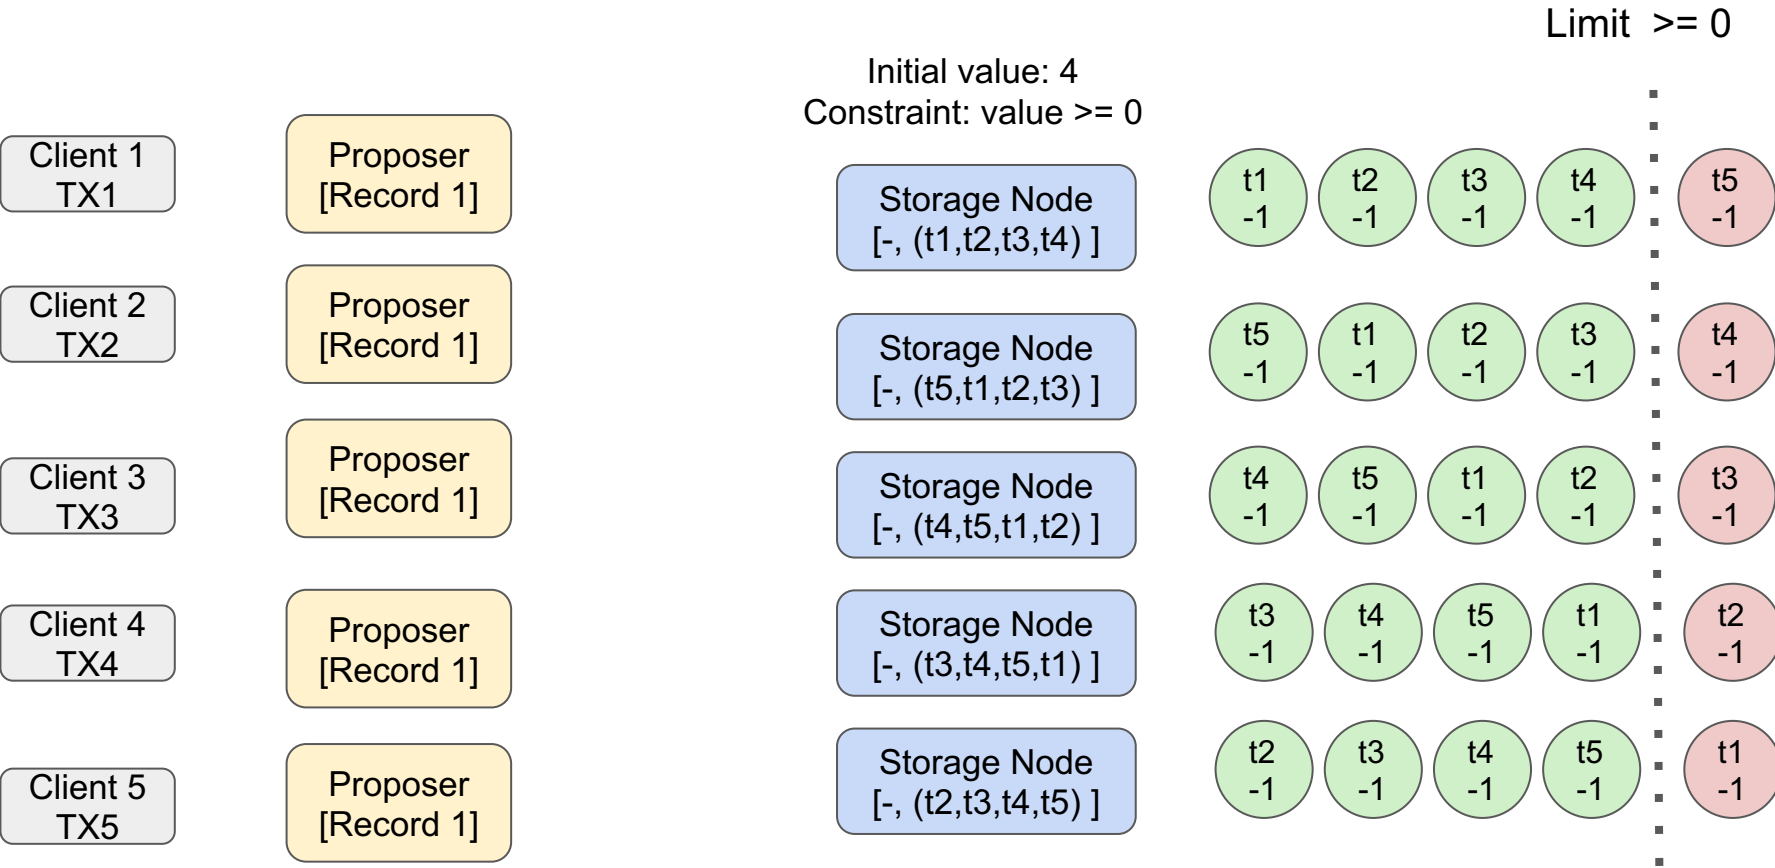 Limit >= 0
Initial value: 4
Constraint: value >= 0
Client 1
TX1
Proposer
[Record 1]
Storage Node
[-, (t1,t2,t3,t4) ]
t1
-1
t2
-1
t3
-1
t4
-1
t5
-1
Client 2
TX2
Proposer
[Record 1]
Storage Node
[-, (t5,t1,t2,t3) ]
t5
-1
t1
-1
t2
-1
t3
-1
t4
-1
Client 3
TX3
Proposer
[Record 1]
Storage Node
[-, (t4,t5,t1,t2) ]
t4
-1
t5
-1
t1
-1
t2
-1
t3
-1
Client 4
TX4
Proposer
[Record 1]
Storage Node
[-, (t3,t4,t5,t1) ]
t3
-1
t4
-1
t5
-1
t1
-1
t2
-1
Client 5
TX5
Proposer
[Record 1]
Storage Node
[-, (t2,t3,t4,t5) ]
t2
-1
t3
-1
t4
-1
t5
-1
t1
-1